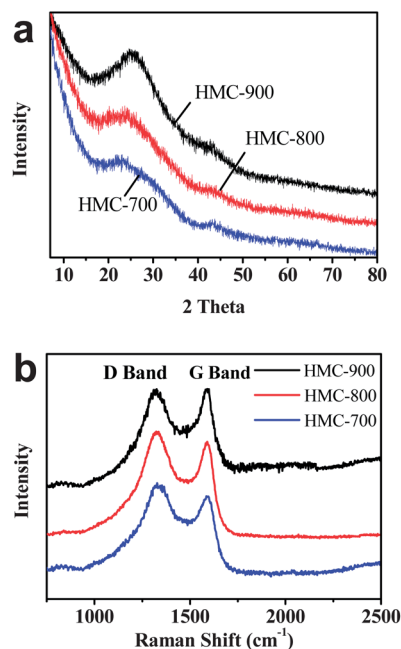 a
Intensity
HMC-900
HMC-800
HMC-700
10 20 30 40 50 60 70 80
2 Theta
b
D Band G Band
HMC-900
HMC-800
HMC-700
Intensity
1000 1500 2000 2500
Raman Shift (cm⁻¹)